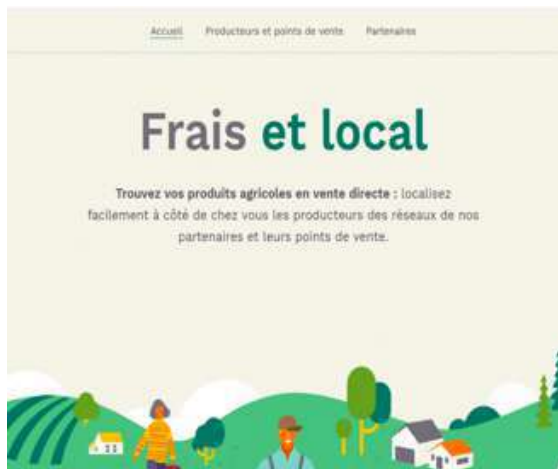 Accueil Producteurs et points de vente Partenaires
Frais et local
Trouvez vos produits agricoles en vente directe : localisez
facilement à côté de chez vous les producteurs des réseaux de nos
partenaires et leurs points de vente.